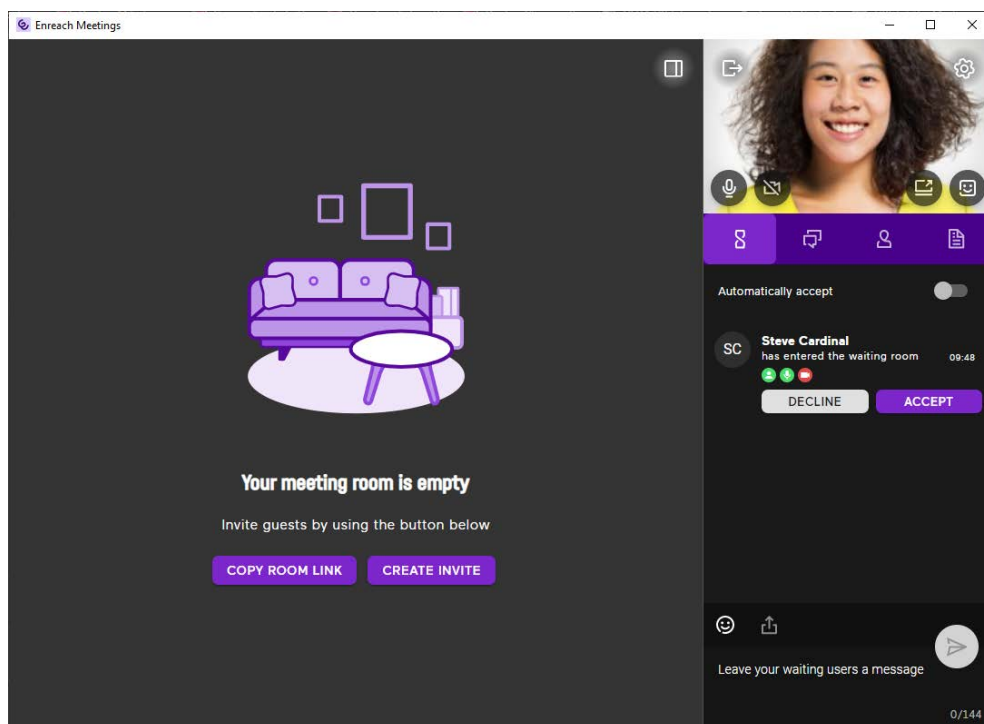 Enreach Meetings
Automatically accept
SC
Steve Cardinal
has entered the waiting room
09:48
DECLINE
ACCEPT
Your meeting room is empty
Invite guests by using the button below
COPY ROOM LINK
CREATE INVITE
Leave your waiting users a message
0/144